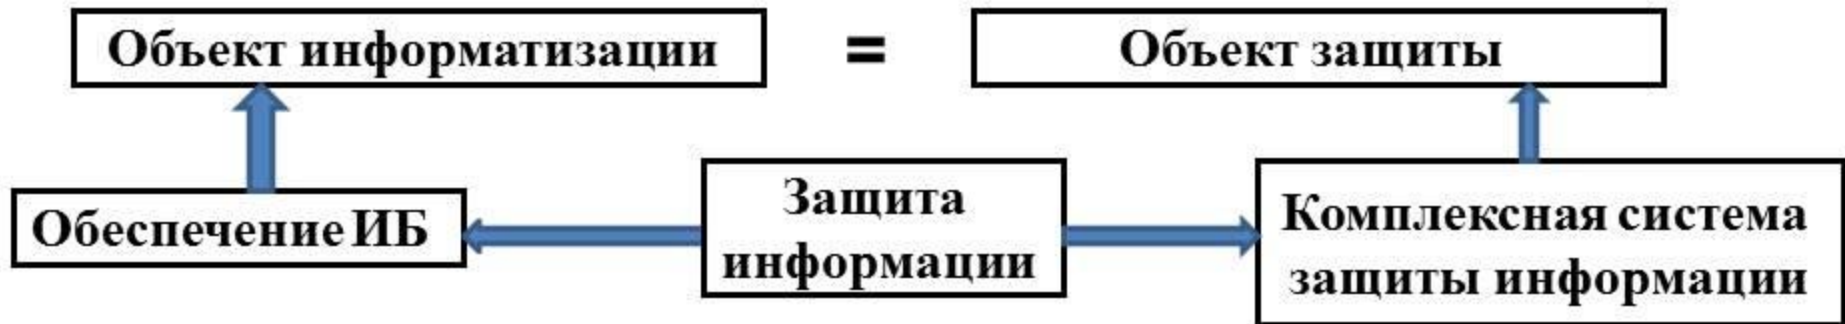 Объект информатизации
=
Объект защиты
Обеспечение ИБ
Защита
информации
Комплексная система
защиты информации